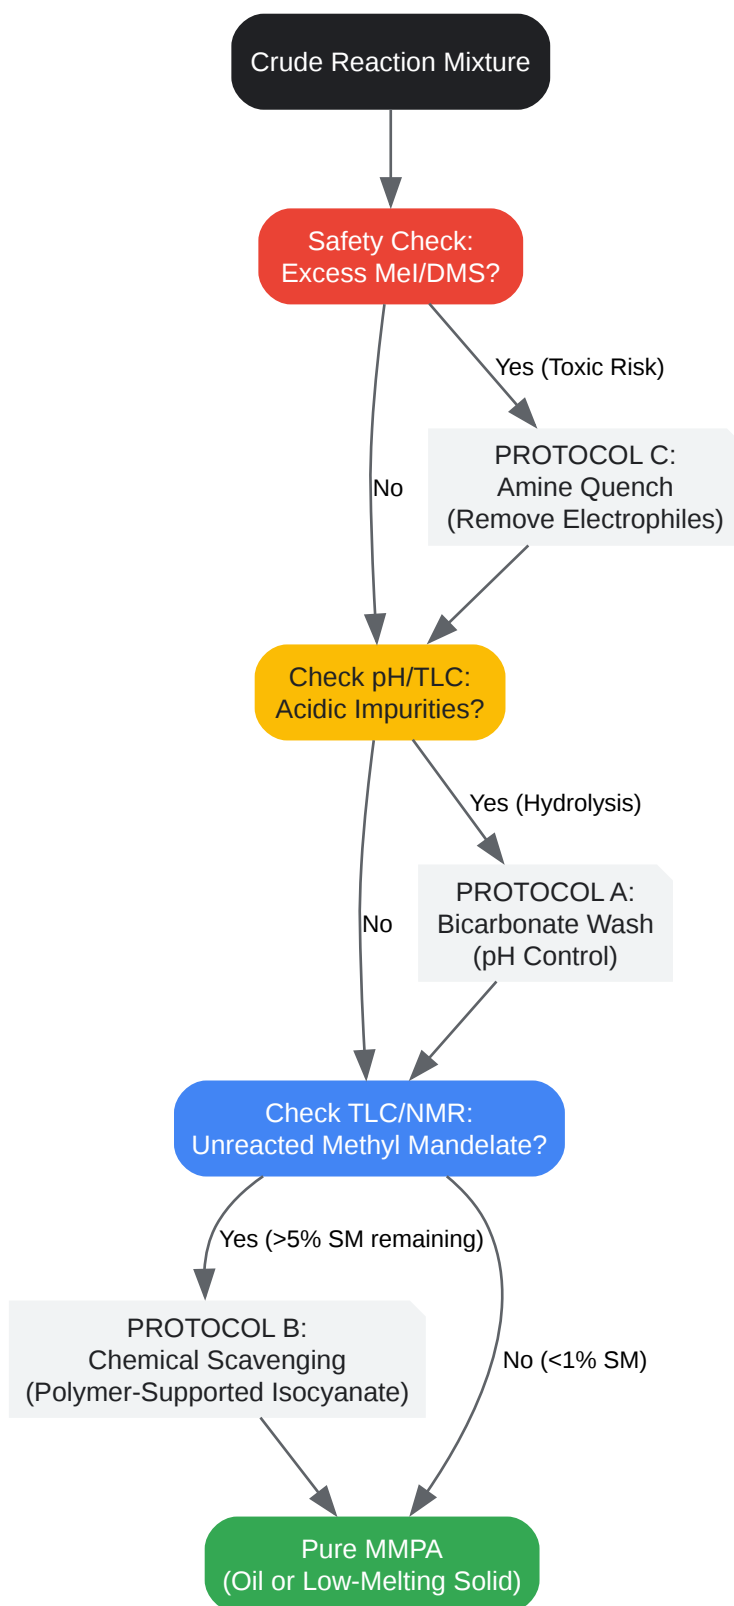 Crude Reaction Mixture
Safety Check:
Excess MeI/DMS?
Yes (Toxic Risk)
PROTOCOL C:
Amine Quench
(Remove Electrophiles)
No
Check pH/TLC:
Acidic Impurities?
Yes (Hydrolysis)
PROTOCOL A:
Bicarbonate Wash
(pH Control)
No
Check TLC/NMR:
Unreacted Methyl Mandelate?
Yes (>5% SM remaining)
PROTOCOL B:
Chemical Scavenging
(Polymer-Supported Isocyanate)
No (<1% SM)
Pure MMPA
(Oil or Low-Melting Solid)